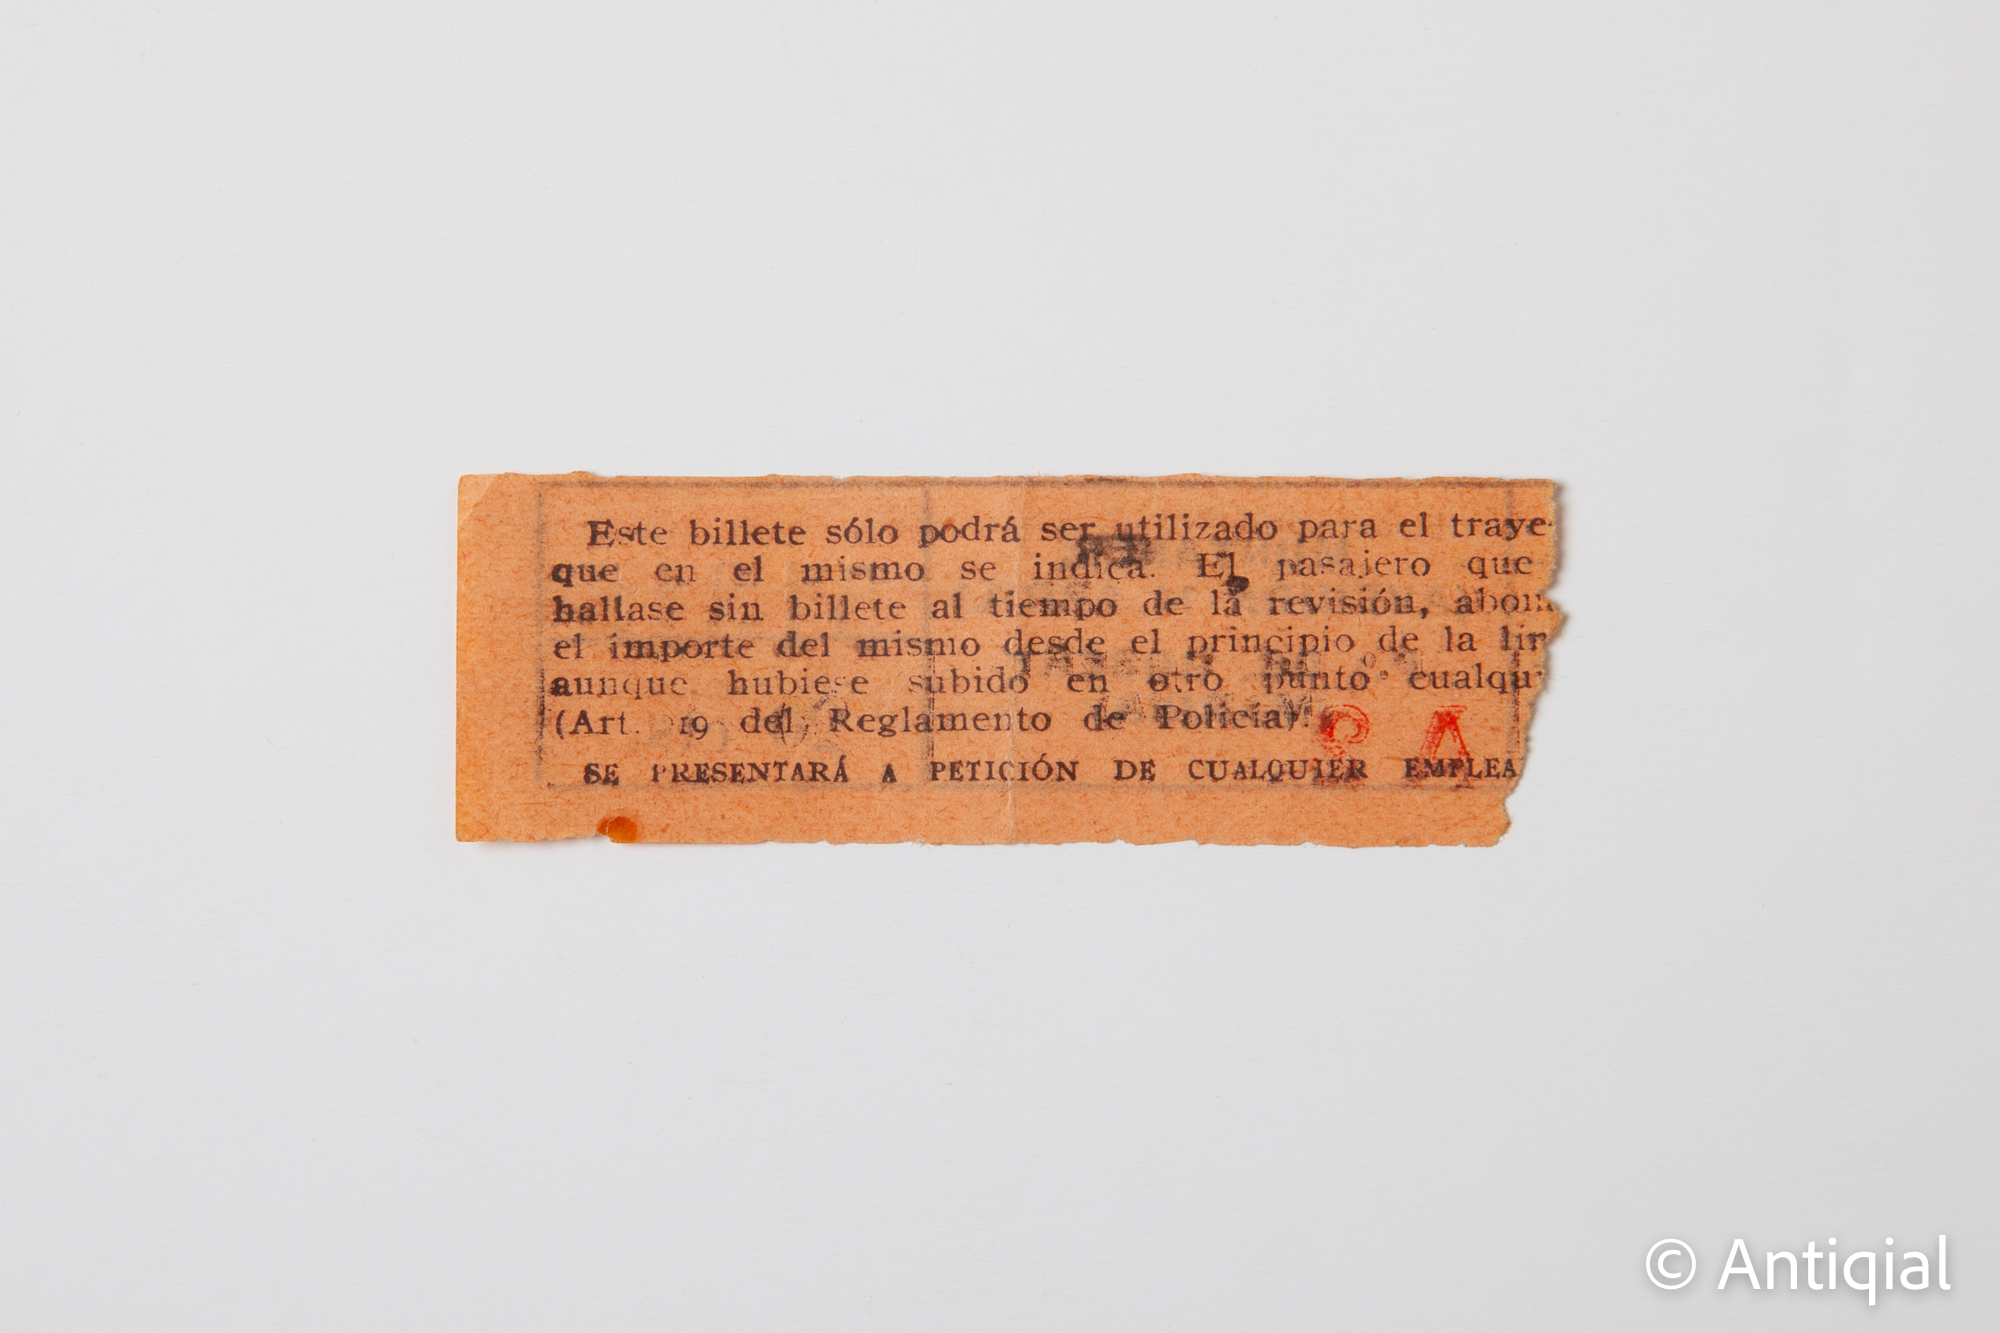 Este billete sólo podrá ser utilizado para el traye
que en el mismo se indica. El pasajero que
hallase sin billete al tiempo de la revisión, abon
el importe del mismo desde el principio de la lín
aunque hubiese subido en otro punto cualqu
(Art. 19 del Reglamento de Policía).
SE PRESENTARÁ A PETICIÓN DE CUALQUIER EMPLEA
© Antiqial